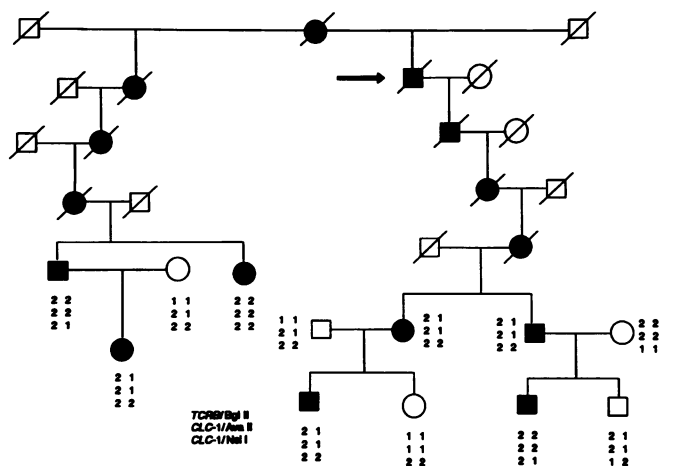 2 2 1 1 2 2
2 2 2 1 2 2
2 1 2 2 2 2
1 1 2 1 2 1 2 2
2 1 2 1 2 1 2 2
2 2 2 2 2 2 1 1
2 1
2 1
2 2
TCRB/Bgl II
CLC-1/Ava II
CLC-1/Nsi I
2 1 1 1 2 2 2 1
2 1 1 1 2 2 2 1
2 2 2 2 2 1 1 2